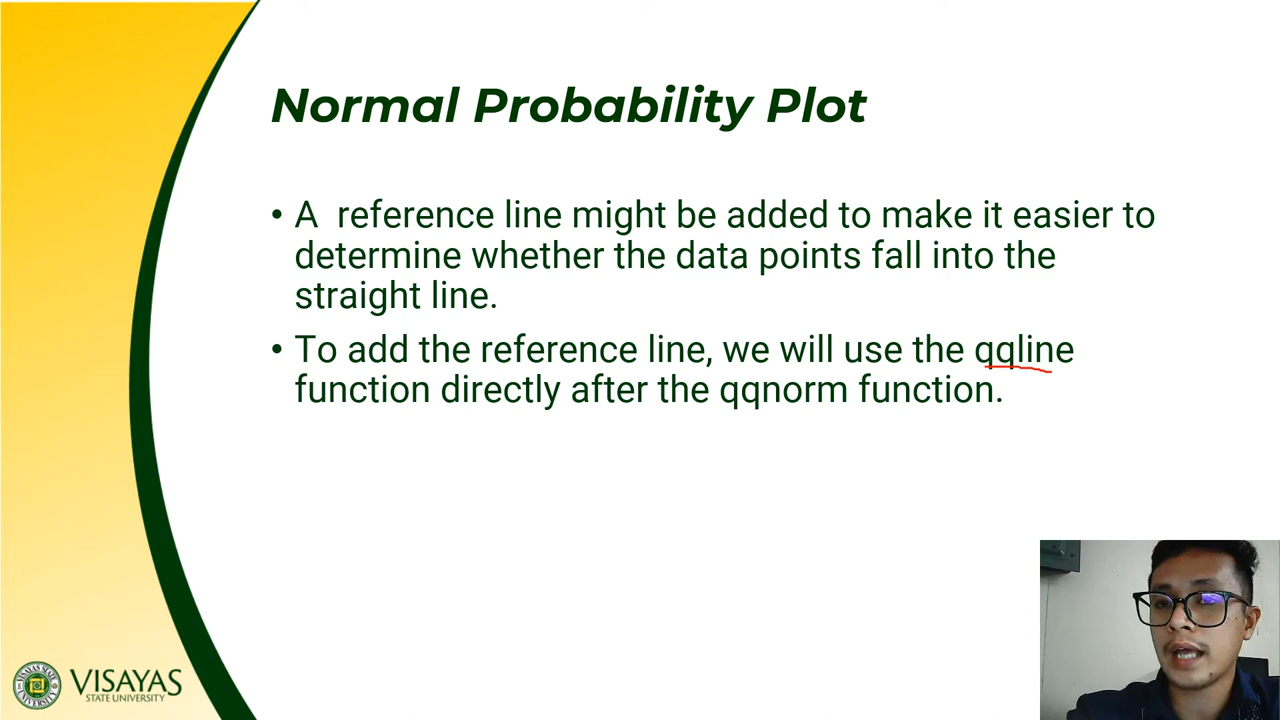 Normal Probability Plot
• A  reference line might be added to make it easier to
determine whether the data points fall into the
straight line.
• To add the reference line, we will use the qqline
function directly after the qqnorm function.
VISAYAS
STATE UNIVERSITY